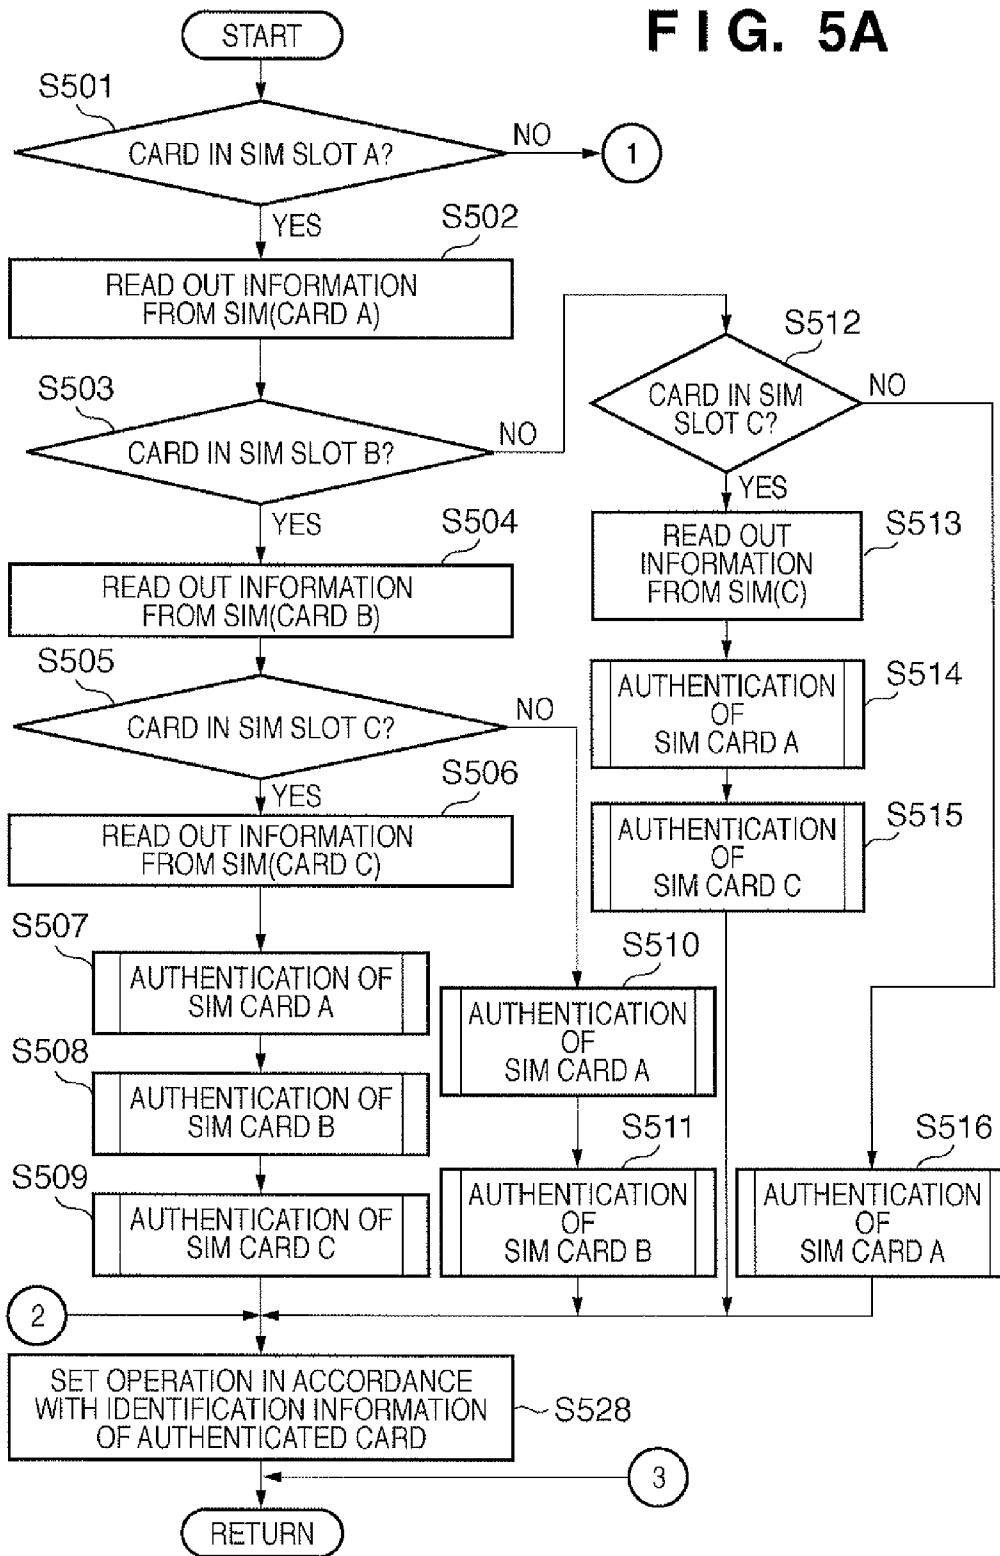 FIG. 5A
START
S501
CARD IN SIM SLOT A?
NO
1
YES
S502
READ OUT INFORMATION
FROM SIM(CARD A)
S503
CARD IN SIM SLOT B?
NO
S512
CARD IN SIM
SLOT C?
NO
YES
S504
READ OUT INFORMATION
FROM SIM(CARD B)
YES
S513
READ OUT
INFORMATION
FROM SIM(C)
S505
CARD IN SIM SLOT C?
NO
S514
AUTHENTICATION
OF
SIM CARD A
YES
S506
READ OUT INFORMATION
FROM SIM(CARD C)
S515
AUTHENTICATION
OF
SIM CARD C
S507
AUTHENTICATION OF
SIM CARD A
S510
AUTHENTICATION
OF
SIM CARD A
S508
AUTHENTICATION OF
SIM CARD B
S511
AUTHENTICATION
OF
SIM CARD B
S516
AUTHENTICATION
OF
SIM CARD A
S509
AUTHENTICATION OF
SIM CARD C
2
SET OPERATION IN ACCORDANCE
WITH IDENTIFICATION INFORMATION
OF AUTHENTICATED CARD
S528
3
RETURN